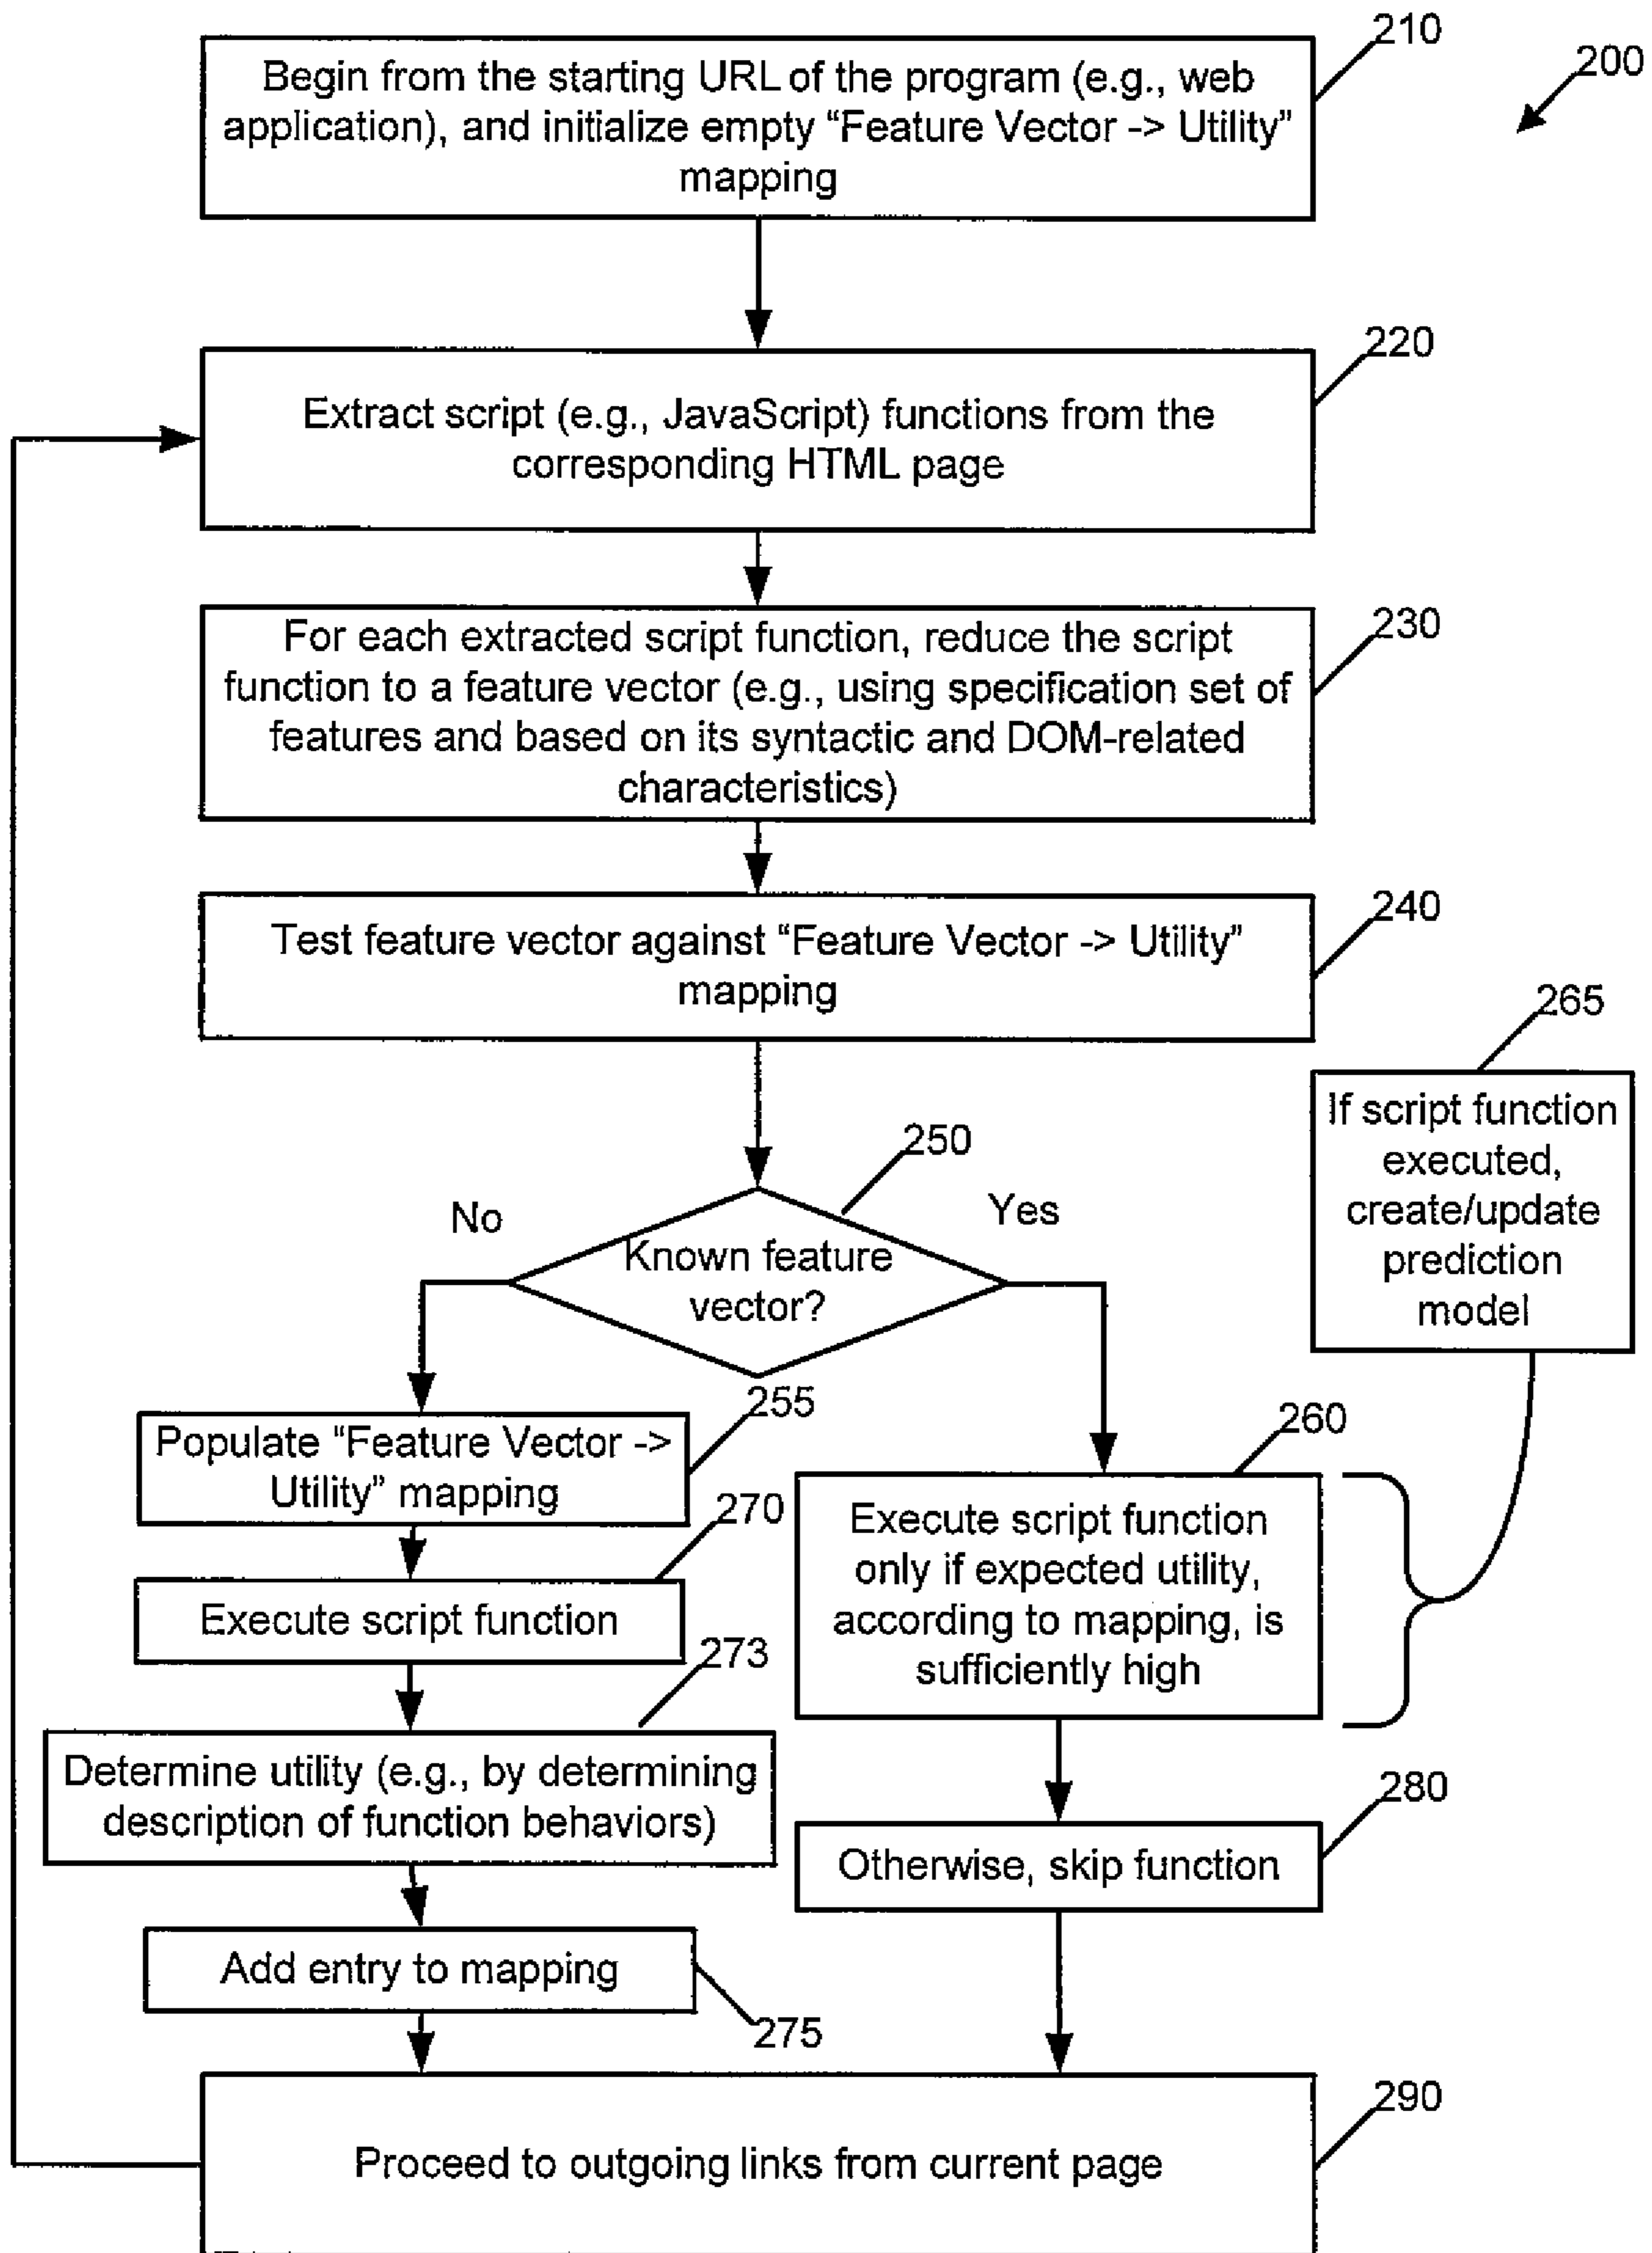 210
200
Begin from the starting URL of the program (e.g., web
application), and initialize empty “Feature Vector -> Utility”
mapping
220
Extract script (e.g., JavaScript) functions from the
corresponding HTML page
230
For each extracted script function, reduce the script
function to a feature vector (e.g., using specification set of
features and based on its syntactic and DOM-related
characteristics)
240
Test feature vector against “Feature Vector -> Utility”
mapping
265
If script function
executed,
create/update
prediction
model
250
No
Yes
Known feature
vector?
255
Populate “Feature Vector ->
Utility” mapping
260
Execute script function
only if expected utility,
according to mapping, is
sufficiently high
270
Execute script function
273
Determine utility (e.g., by determining
description of function behaviors)
280
Otherwise, skip function
Add entry to mapping
275
290
Proceed to outgoing links from current page